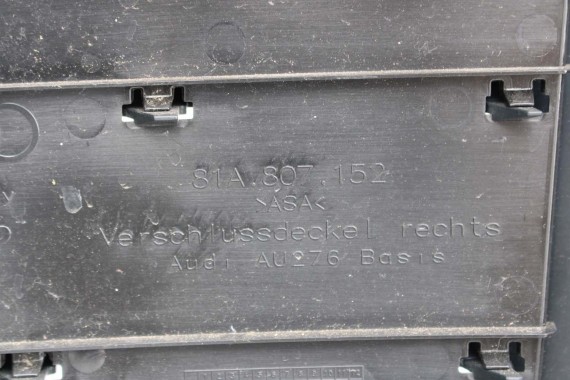 81A.807.152
>ASA<
Verschlussdeckel rechts
Audi AU276 Basis